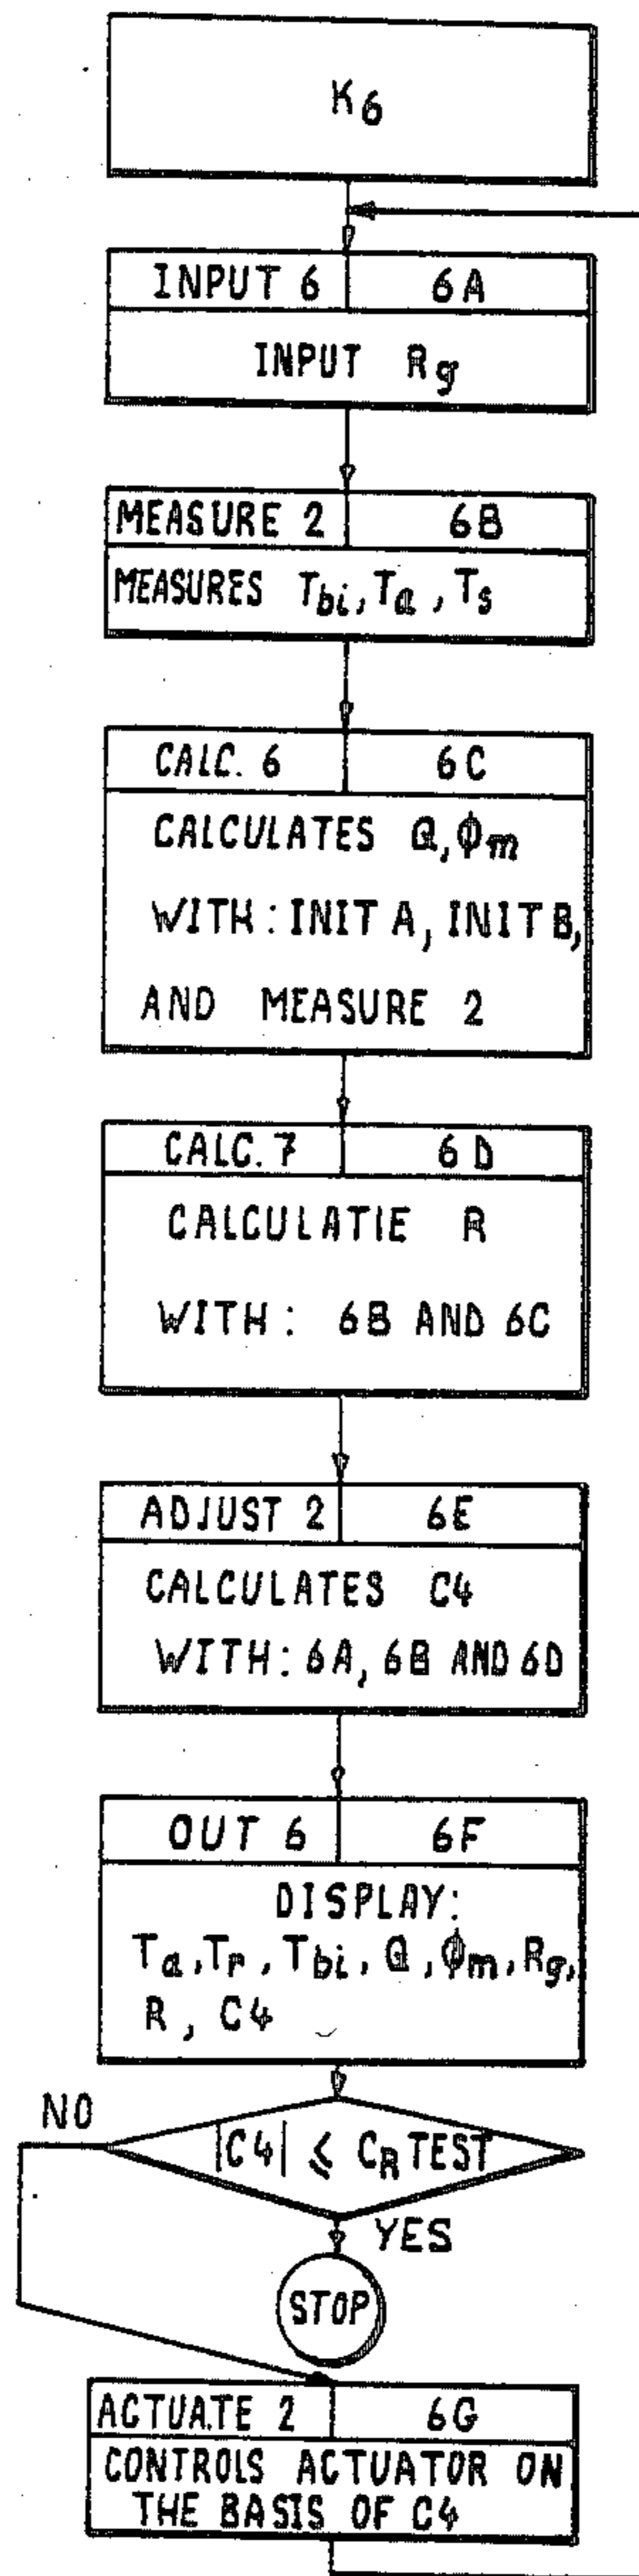 K6
INPUT 6 6A
INPUT Rg
MEASURE 2 6B
MEASURES Tbi, Ta, Ts
CALC. 6 6C
CALCULATES Q, ϕm
WITH: INIT A, INIT B,
AND MEASURE 2
CALC. 7 6D
CALCULATIE R
WITH: 6B AND 6C
ADJUST 2 6E
CALCULATES C4
WITH: 6A, 6B AND 6D
OUT 6 6F
DISPLAY:
Ta, Tr, Tbi, Q, ϕm, Rg,
R, C4
NO
|C4| ≤ CR TEST
YES
STOP
ACTUATE 2 6G
CONTROLS ACTUATOR ON
THE BASIS OF C4